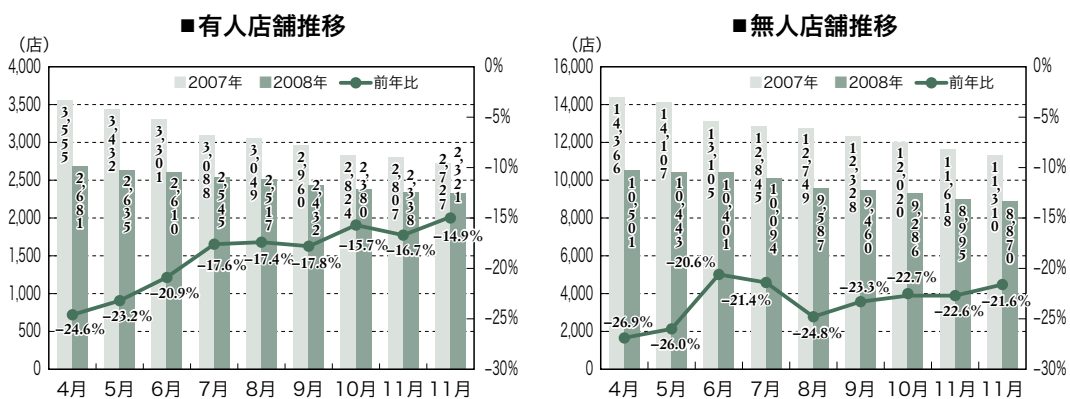 ■有人店舗推移
（店）
2007年 2008年 前年比
4,000
3,500
3,000
2,500
2,000
1,500
1,000
500
0
0%
−5%
−10%
−15%
−20%
−25%
−30%
3,555 3,432 3,301 3,088 3,049 2,960 2,824 2,807 2,727
2,681 2,635 2,610 2,545 2,517 2,432 2,380 2,338 2,321
−24.6% −23.2% −20.9% −17.6% −17.4% −17.8% −15.7% −16.7% −14.9%
4月 5月 6月 7月 8月 9月 10月 11月 11月
■無人店舗推移
（店）
2007年 2008年 前年比
16,000
14,000
12,000
10,000
8,000
6,000
4,000
2,000
0
0%
−5%
−10%
−15%
−20%
−25%
−30%
14,366 14,107 13,105 12,845 12,749 12,328 12,020 11,618 11,310
10,501 10,443 10,401 10,094 9,587 9,460 9,286 8,995 8,870
−26.9% −26.0% −20.6% −21.4% −24.8% −23.3% −22.7% −22.6% −21.6%
4月 5月 6月 7月 8月 9月 10月 11月 11月